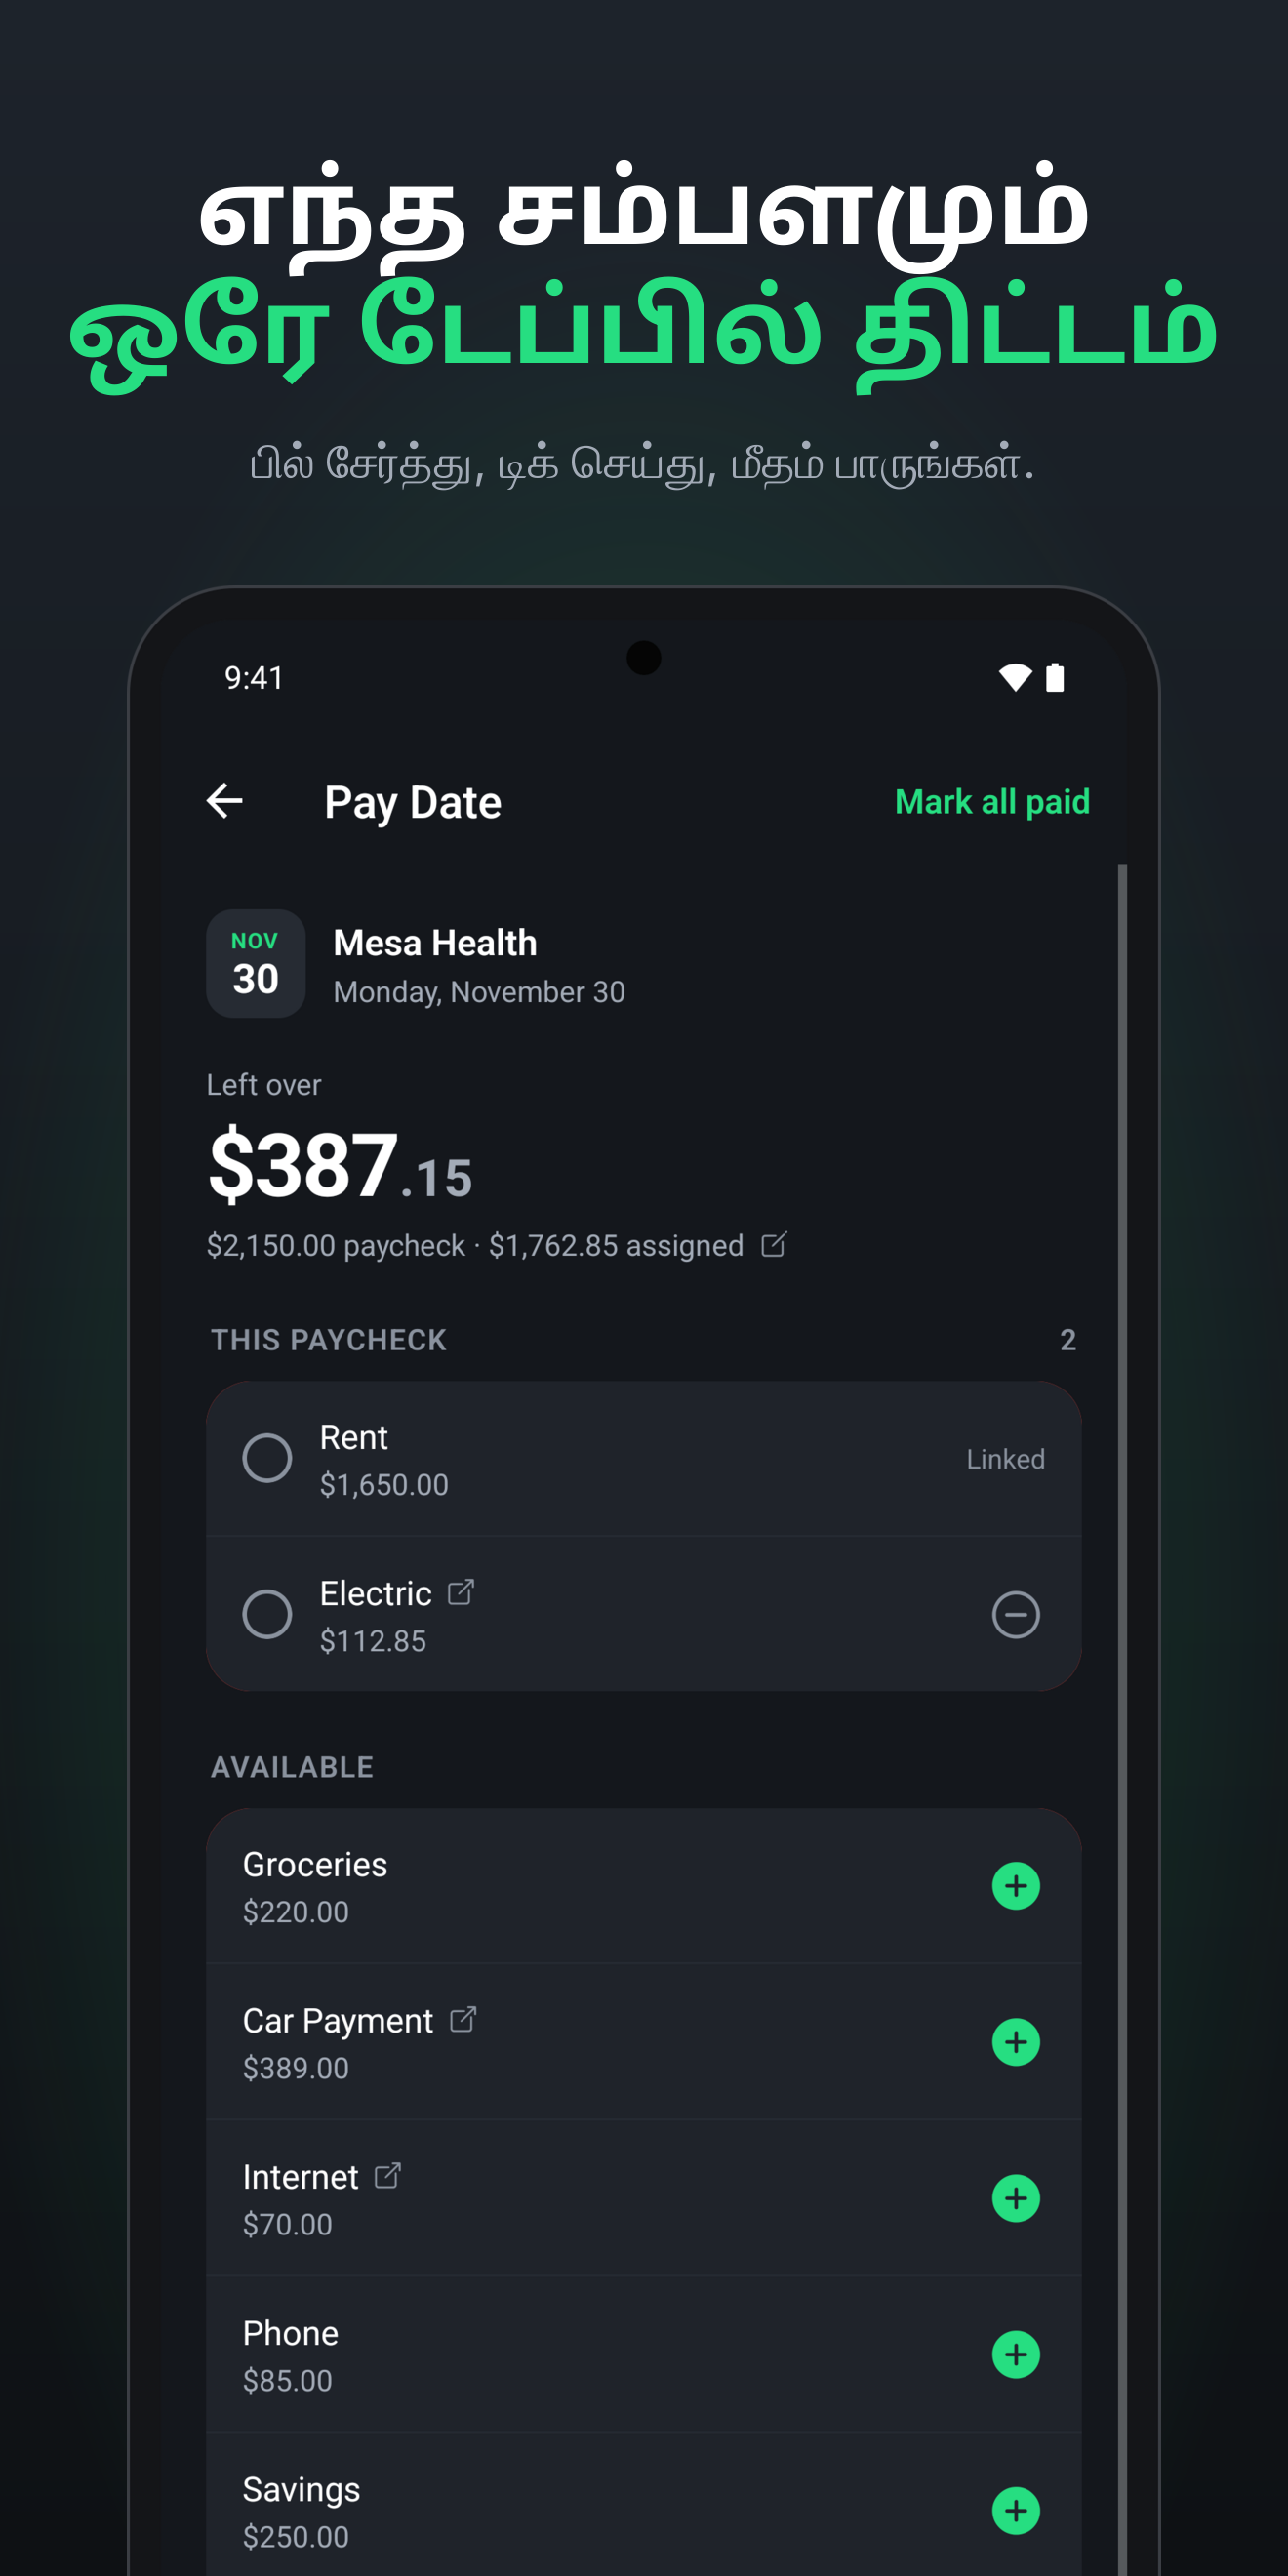 எந்த சம்பளமும்
ஒரே டேப்பில் திட்டம்
பில் சேர்த்து, டிக் செய்து, மீதம் பாருங்கள்.
9:41
Pay Date
Mark all paid
NOV
30
Mesa Health
Monday, November 30
Left over
$387.15
$2,150.00 paycheck · $1,762.85 assigned
THIS PAYCHECK
2
Rent
$1,650.00
Linked
Electric
$112.85
AVAILABLE
Groceries
$220.00
Car Payment
$389.00
Internet
$70.00
Phone
$85.00
Savings
$250.00